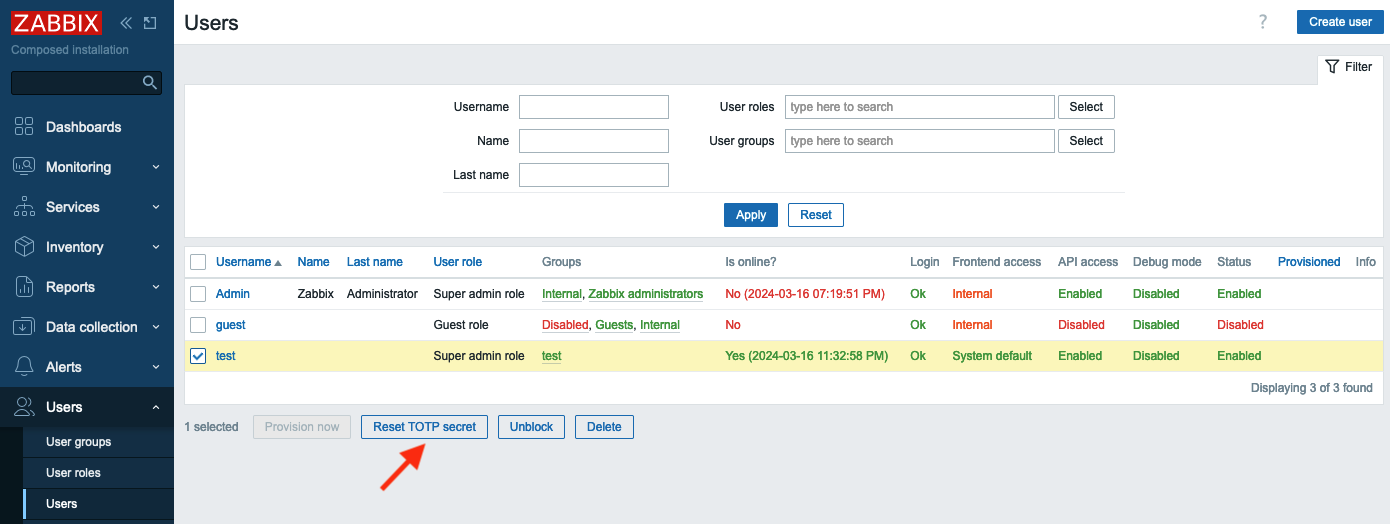 ZABBIX
Composed installation
Dashboards
Monitoring
Services
Inventory
Reports
Data collection
Alerts
Users
User groups
User roles
Users
Users
? Create user
Filter
Username
User roles type here to search Select
Name
User groups type here to search Select
Last name
Apply Reset
Username Name Last name User role Groups Is online? Login Frontend access API access Debug mode Status Provisioned Info
Admin Zabbix Administrator Super admin role Internal, Zabbix administrators No (2024-03-16 07:19:51 PM) Ok Internal Enabled Disabled Enabled
guest Guest role Disabled, Guests, Internal No Ok Internal Disabled Disabled Disabled
test Super admin role test Yes (2024-03-16 11:32:58 PM) Ok System default Enabled Disabled Enabled
Displaying 3 of 3 found
1 selected Provision now Reset TOTP secret Unblock Delete